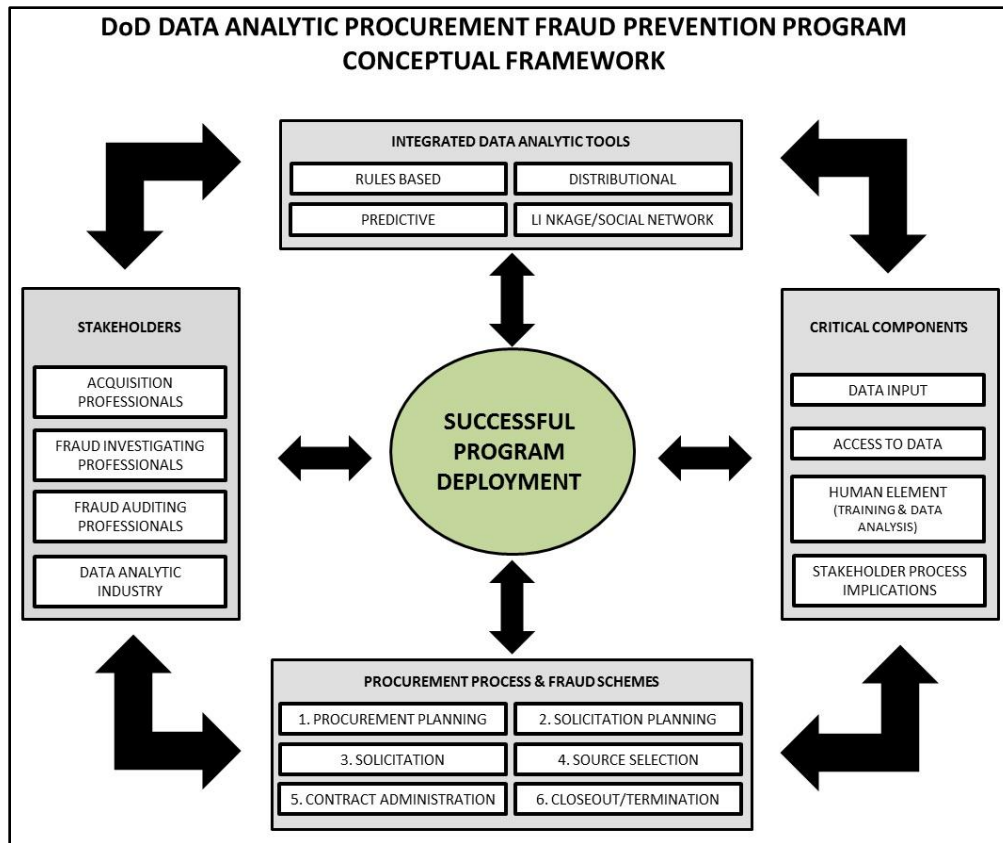 DoD DATA ANALYTIC PROCUREMENT FRAUD PREVENTION PROGRAM
CONCEPTUAL FRAMEWORK
INTEGRATED DATA ANALYTIC TOOLS
RULES BASED
DISTRIBUTIONAL
PREDICTIVE
LI NKAGE/SOCIAL NETWORK
STAKEHOLDERS
ACQUISITION
PROFESSIONALS
FRAUD INVESTIGATING
PROFESSIONALS
FRAUD AUDITING
PROFESSIONALS
DATA ANALYTIC
INDUSTRY
SUCCESSFUL
PROGRAM
DEPLOYMENT
CRITICAL COMPONENTS
DATA INPUT
ACCESS TO DATA
HUMAN ELEMENT
(TRAINING & DATA
ANALYSIS)
STAKEHOLDER PROCESS
IMPLICATIONS
PROCUREMENT PROCESS & FRAUD SCHEMES
1. PROCUREMENT PLANNING
2. SOLICITATION PLANNING
3. SOLICITATION
4. SOURCE SELECTION
5. CONTRACT ADMINISTRATION
6. CLOSEOUT/TERMINATION